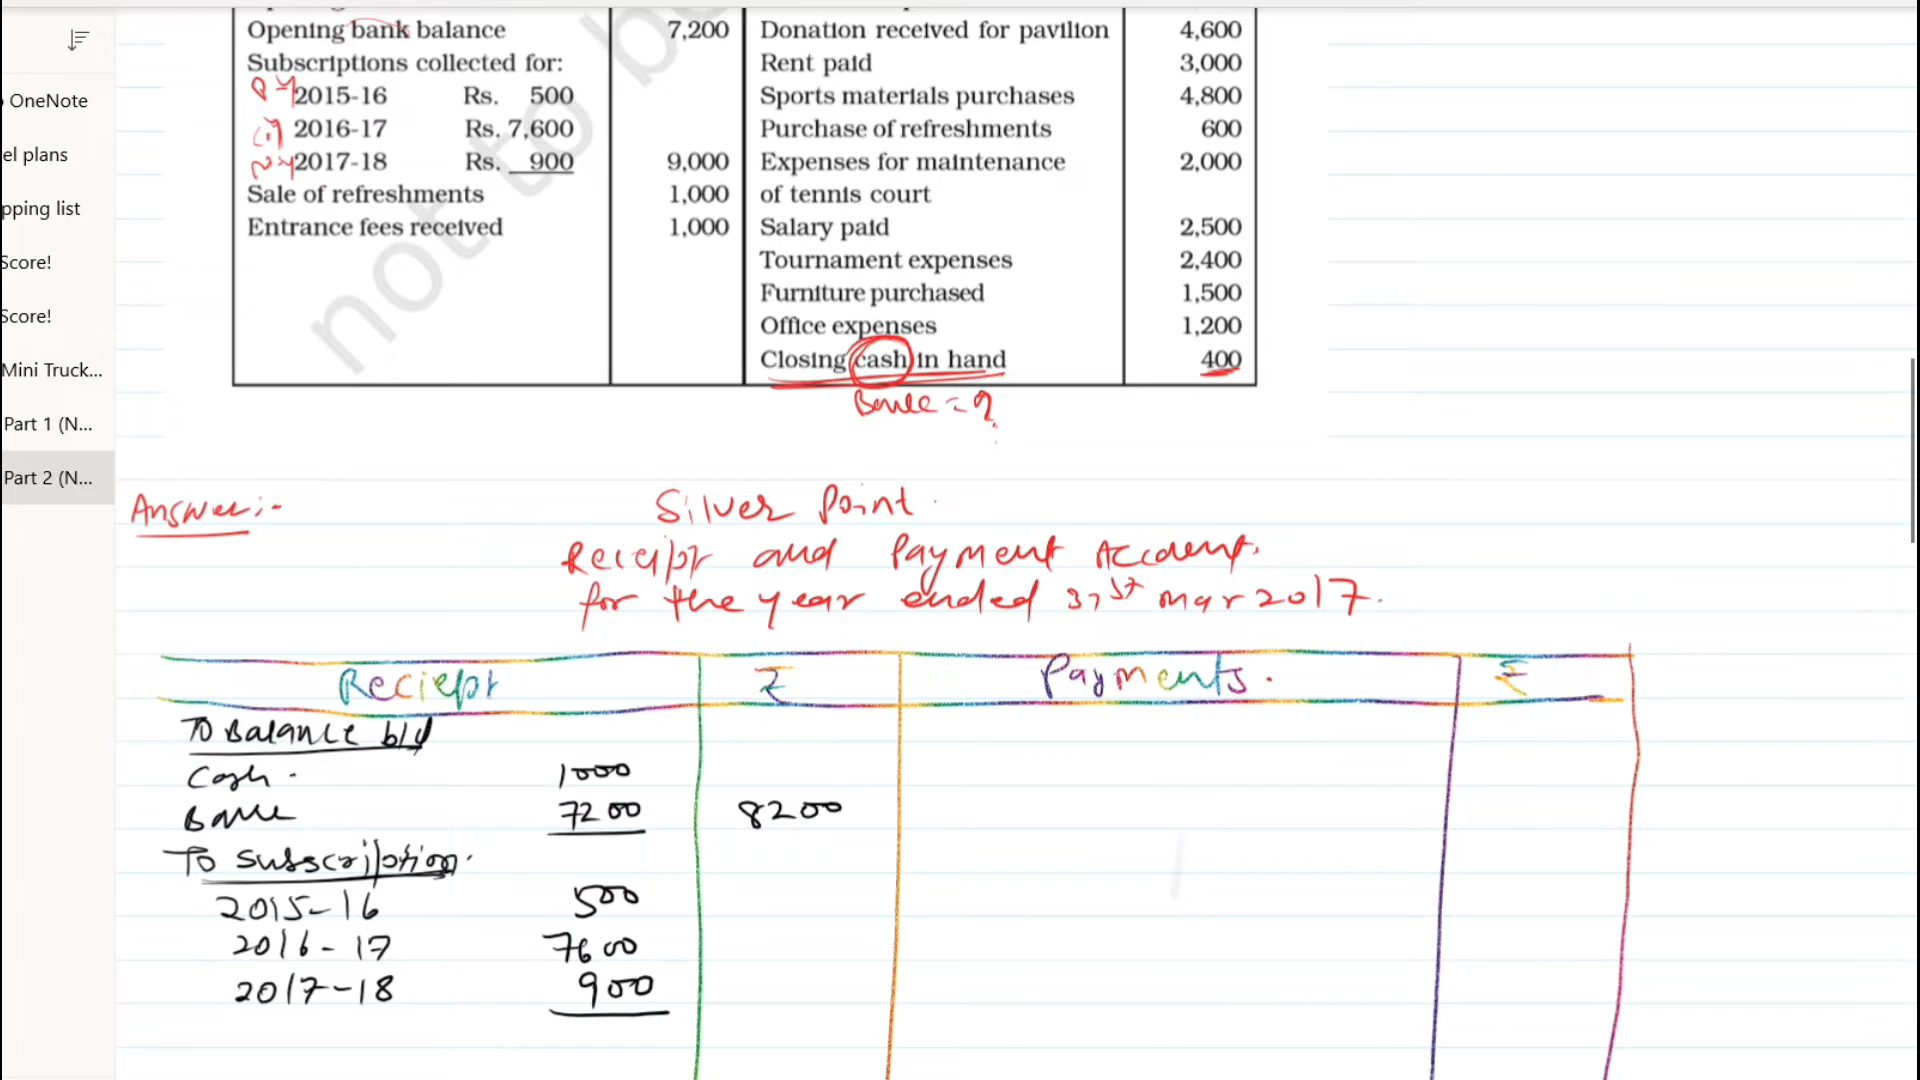 Opening bank balance 7,200 Donation received for pavilion 4,600
Subscriptions collected for: Rent paid 3,000
PY 2015-16 Rs. 500 Sports materials purchases 4,800
2016-17 Rs. 7,600 Purchase of refreshments 600
NY 2017-18 Rs. 900 9,000 Expenses for maintenance 2,000
Sale of refreshments 1,000 of tennis court
Entrance fees received 1,000 Salary paid 2,500
Tournament expenses 2,400
Furniture purchased 1,500
Office expenses 1,200
Closing cash in hand 400
Bank = ?
not to b
OneNote
el plans
pping list
Score!
Score!
Mini Truck...
Part 1 (N...
Part 2 (N...
Answer:-
Silver Point.
Reciept and Payment Account.
for the year ended 31st mar 2017.
Reciept ₹ Payments. ₹
To Balance b/d
Cash - 1000
Bank 7200 8200
To subscription.
2015-16 500
2016-17 7600
2017-18 900